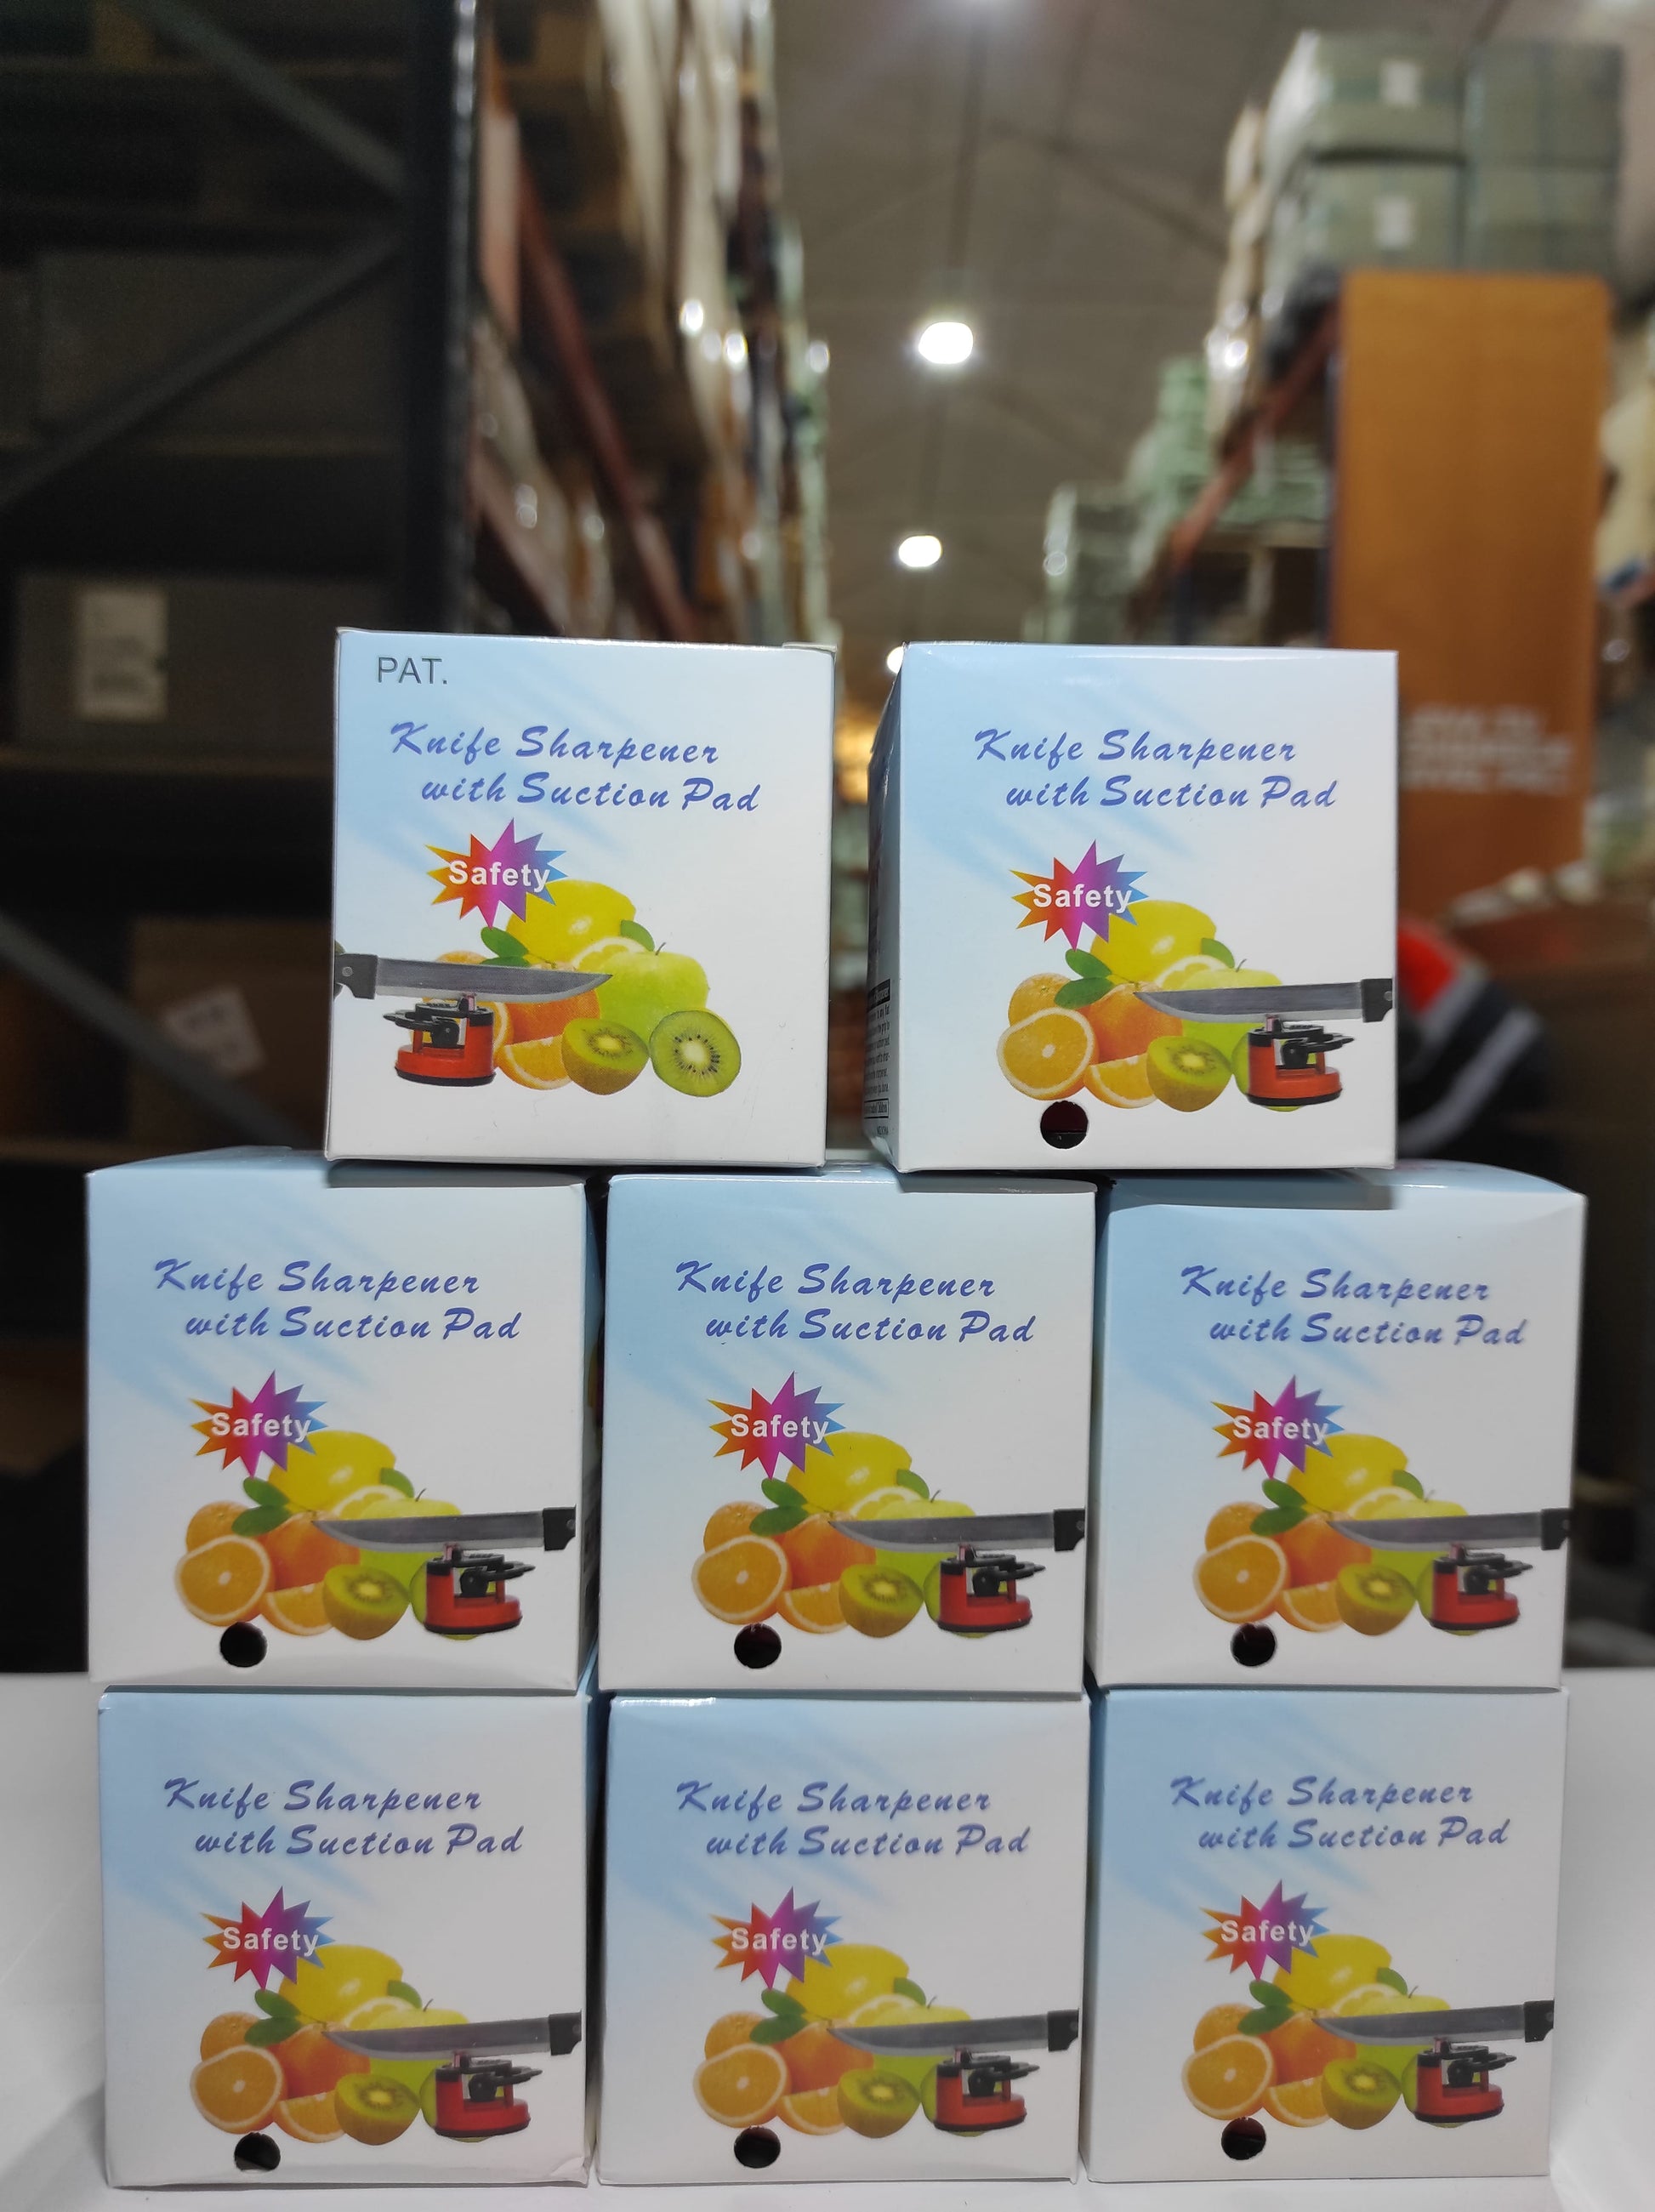 PAT.
Knife Sharpener
with Suction Pad
Safety
Knife Sharpener
with Suction Pad
Safety
Knife Sharpener
with Suction Pad
Safety
Knife Sharpener
with Suction Pad
Safety
Knife Sharpener
with Suction Pad
Safety
Knife Sharpener
with Suction Pad
Safety
Knife Sharpener
with Suction Pad
Safety
Knife Sharpener
with Suction Pad
Safety